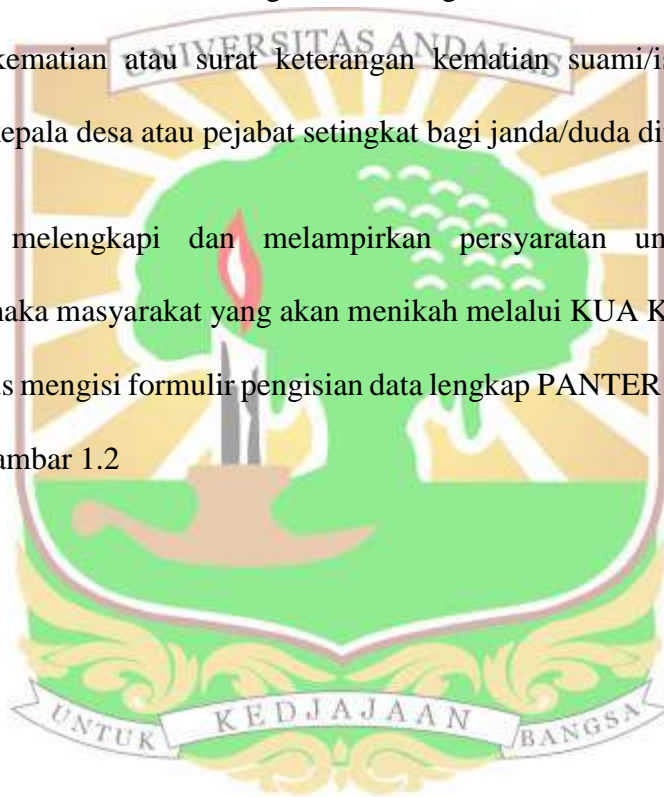 UNIVERSITAS ANDALAS
kematian atau surat keterangan kematian suami/is
kepala desa atau pejabat setingkat bagi janda/duda di
melengkapi dan melampirkan persyaratan un
maka masyarakat yang akan menikah melalui KUA K
s mengisi formulir pengisian data lengkap PANTER
ambar 1.2
UNTUK KEDJAJAAN BANGSA